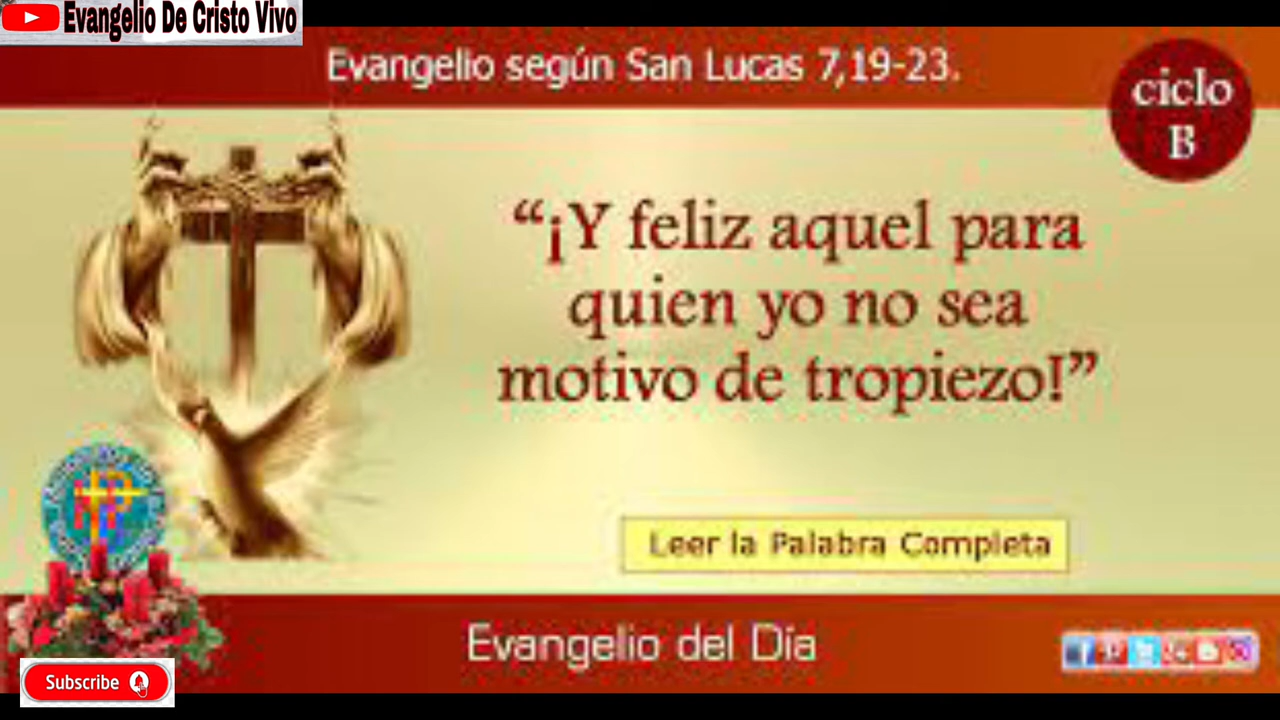 Evangelio De Cristo Vivo
Evangelio según San Lucas 7,19-23.
ciclo
B
“¡Y feliz aquel para
quien yo no sea
motivo de tropiezo!”
Leer la Palabra Completa
Evangelio del Día
Subscribe